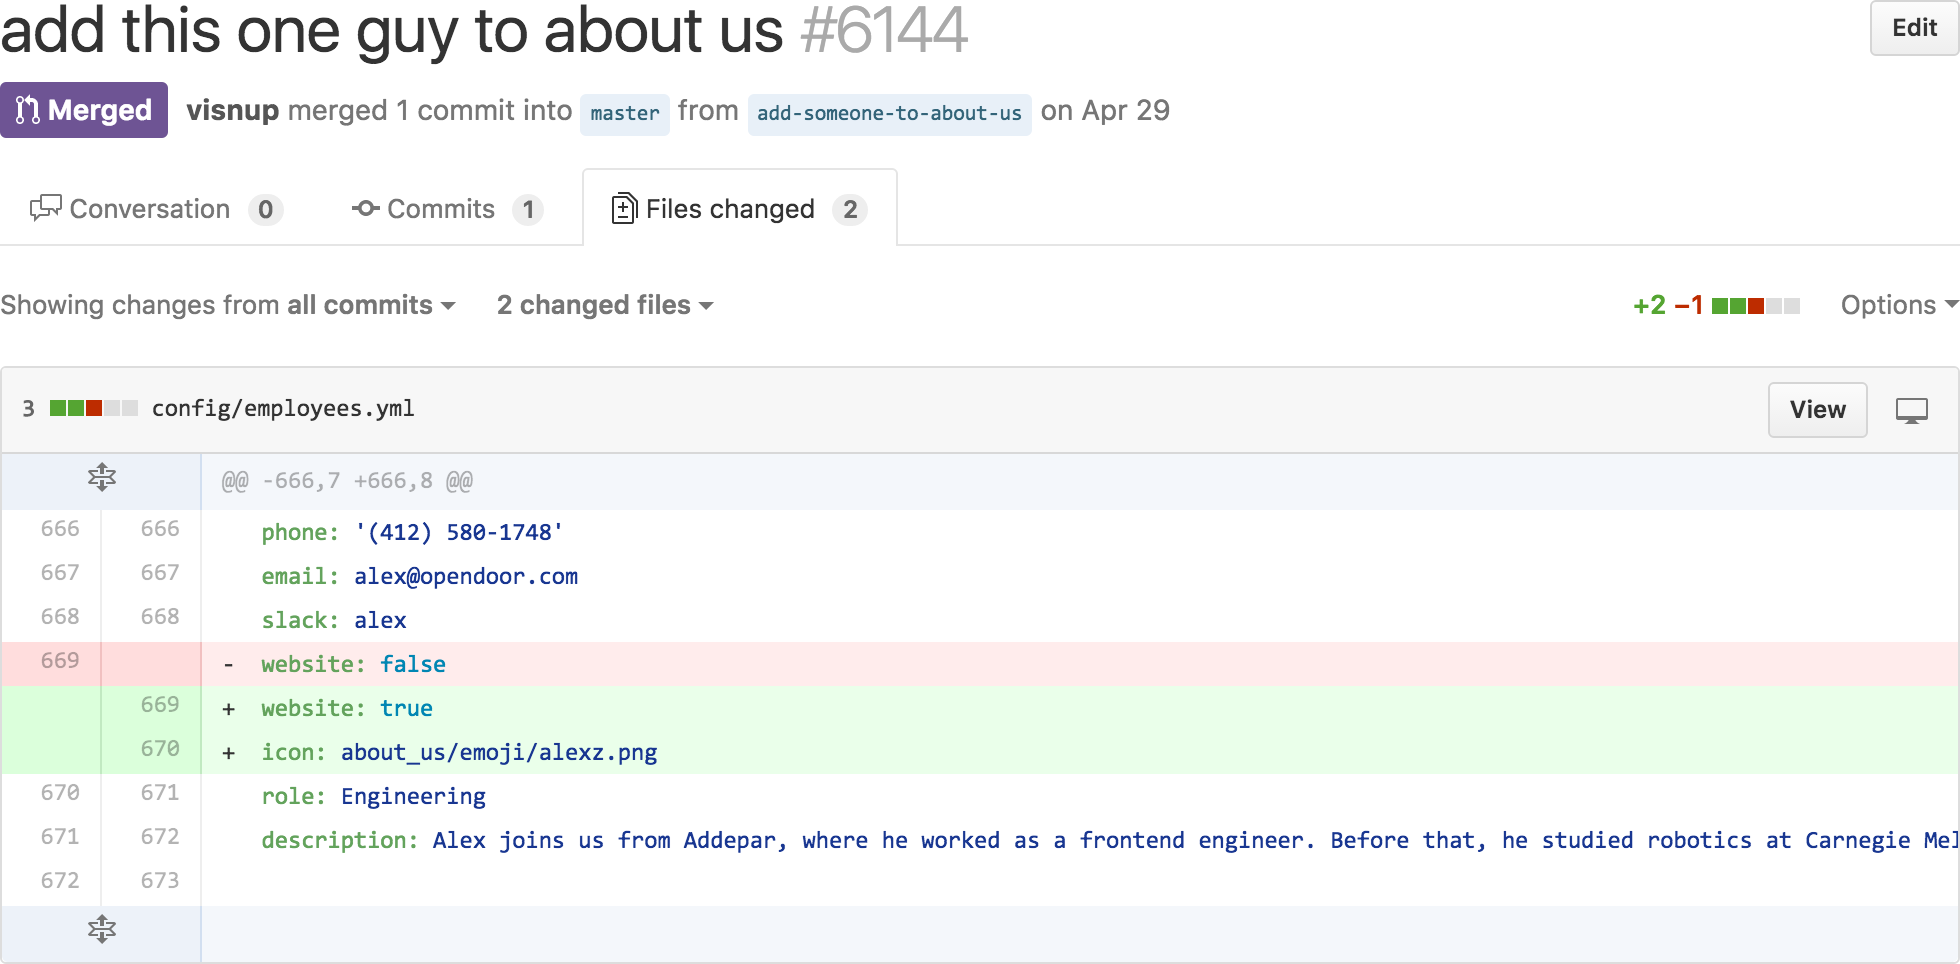 add this one guy to about us #6144
Edit
Merged visnup merged 1 commit into master from add-someone-to-about-us on Apr 29
Conversation 0 Commits 1 Files changed 2
Showing changes from all commits 2 changed files +2 −1 Options
3 config/employees.yml View
@@ -666,7 +666,8 @@
666 666 phone: '(412) 580-1748'
667 667 email: alex@opendoor.com
668 668 slack: alex
669 - website: false
669 + website: true
670 + icon: about_us/emoji/alexz.png
670 671 role: Engineering
671 672 description: Alex joins us from Addepar, where he worked as a frontend engineer. Before that, he studied robotics at Carnegie
672 673